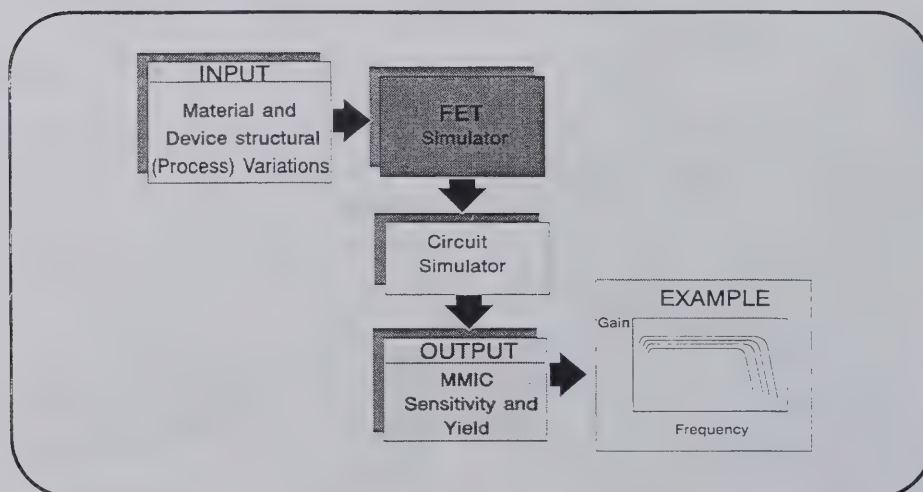 INPUT
Material and
Device structural
(Process) Variations
FET
Simulator
Circuit
Simulator
OUTPUT
MMIC
Sensitivity and
Yield
EXAMPLE
Gain
Frequency